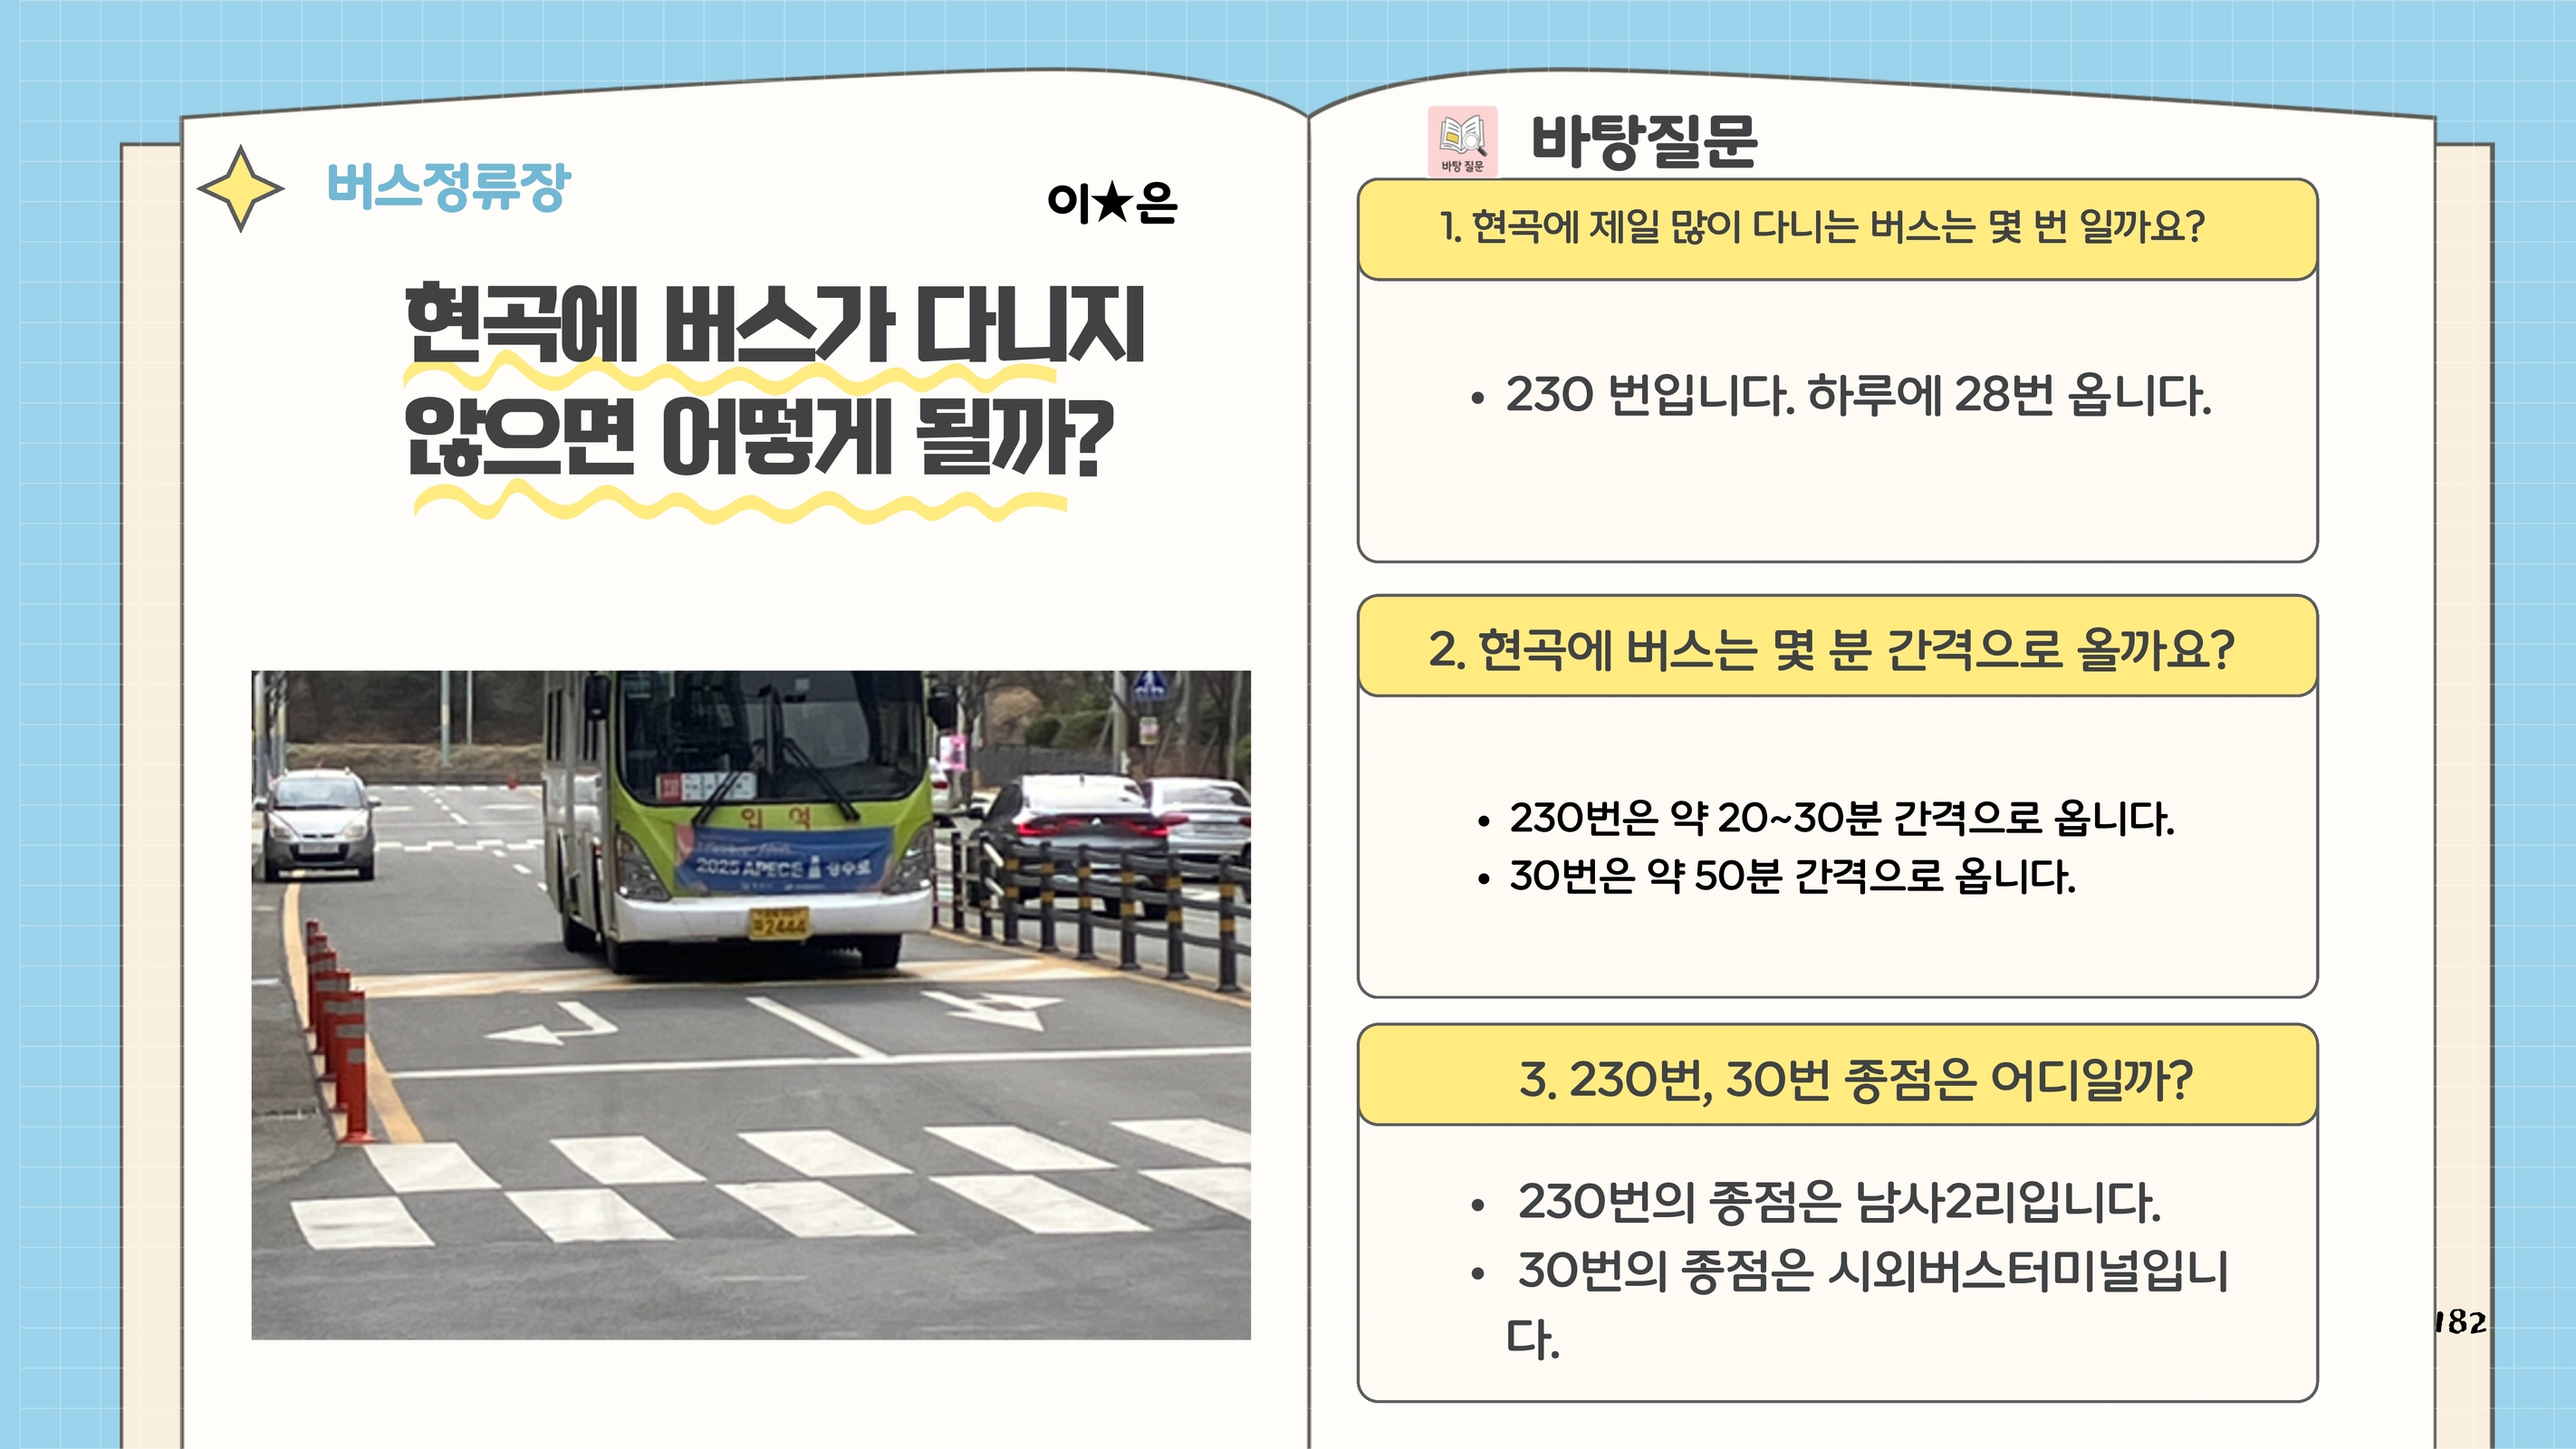 버스정류장
이★은
현곡에 버스가 다니지
않으면 어떻게 될까?
2025 APEC
2444
바탕 질문
바탕질문
1. 현곡에 제일 많이 다니는 버스는 몇 번 일까요?
• 230 번입니다. 하루에 28번 옵니다.
2. 현곡에 버스는 몇 분 간격으로 올까요?
• 230번은 약 20~30분 간격으로 옵니다.
• 30번은 약 50분 간격으로 옵니다.
3. 230번, 30번 종점은 어디일까?
• 230번의 종점은 남사2리입니다.
• 30번의 종점은 시외버스터미널입니
다.
182